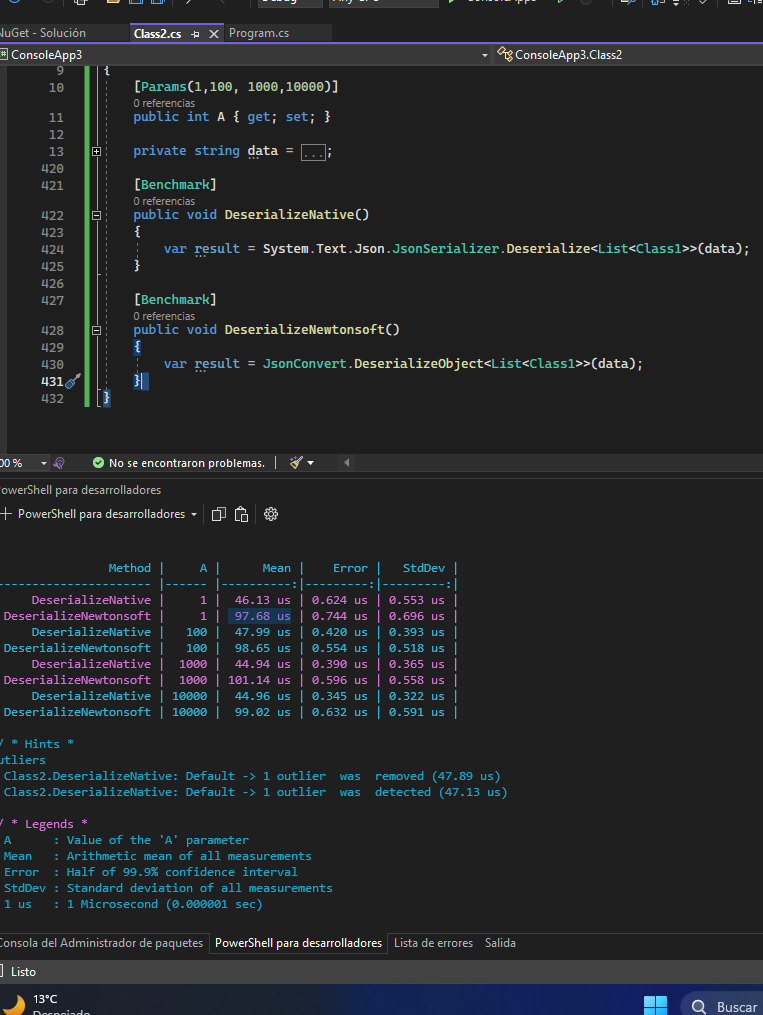 NuGet - Solución
Class2.cs
Program.cs
ConsoleApp3
ConsoleApp3.Class2
9 {
10 [Params(1,100, 1000,10000)]
0 referencias
11 public int A { get; set; }
12
13 private string data = ...;
420
421 [Benchmark]
0 referencias
422 public void DeserializeNative()
423 {
424 var result = System.Text.Json.JsonSerializer.Deserialize<List<Class1>>(data);
425 }
426
427 [Benchmark]
0 referencias
428 public void DeserializeNewtonsoft()
429 {
430 var result = JsonConvert.DeserializeObject<List<Class1>>(data);
431 }
432 }
00 %
No se encontraron problemas.
PowerShell para desarrolladores
PowerShell para desarrolladores
Method | A | Mean | Error | StdDev |
---------------------- |------ |----------:|---------:|---------:|
DeserializeNative | 1 | 46.13 us | 0.624 us | 0.553 us |
DeserializeNewtonsoft | 1 | 97.68 us | 0.744 us | 0.696 us |
DeserializeNative | 100 | 47.99 us | 0.420 us | 0.393 us |
DeserializeNewtonsoft | 100 | 98.65 us | 0.554 us | 0.518 us |
DeserializeNative | 1000 | 44.94 us | 0.390 us | 0.365 us |
DeserializeNewtonsoft | 1000 | 101.14 us | 0.596 us | 0.558 us |
DeserializeNative | 10000 | 44.96 us | 0.345 us | 0.322 us |
DeserializeNewtonsoft | 10000 | 99.02 us | 0.632 us | 0.591 us |
/ * Hints *
utliers
Class2.DeserializeNative: Default -> 1 outlier was removed (47.89 us)
Class2.DeserializeNative: Default -> 1 outlier was detected (47.13 us)
/ * Legends *
A : Value of the 'A' parameter
Mean : Arithmetic mean of all measurements
Error : Half of 99.9% confidence interval
StdDev : Standard deviation of all measurements
1 us : 1 Microsecond (0.000001 sec)
Consola del Administrador de paquetes
PowerShell para desarrolladores
Lista de errores
Salida
Listo
13°C
Despejado
Buscar